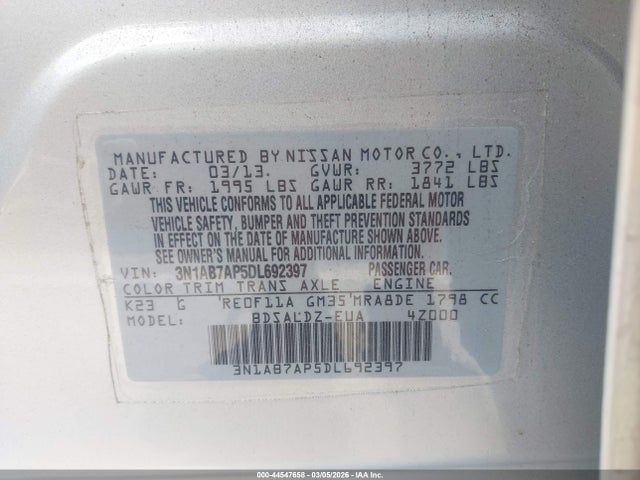 MANUFACTURED BY NISSAN MOTOR CO., LTD.
DATE: 03/13. GVWR: 3772 LBS
GAWR FR: 1995 LBS GAWR RR: 1841 LBS
THIS VEHICLE CONFORMS TO ALL APPLICABLE FEDERAL MOTOR
VEHICLE SAFETY, BUMPER AND THEFT PREVENTION STANDARDS
IN EFFECT ON THE DATE OF MANUFACTURE SHOWN ABOVE.
SEE OWNER'S MANUAL FOR ADDITIONAL INFORMATION.
VIN: 3N1AB7AP5DL692397 PASSENGER CAR.
COLOR TRIM TRANS AXLE ENGINE
K23 G RE0F11A GM35 MRA8DE 1798 CC
MODEL: BDSALDZ-EUA 4Z000
3N1AB7AP5DL692397
000-44547658 - 03/05/2026 - IAA Inc.